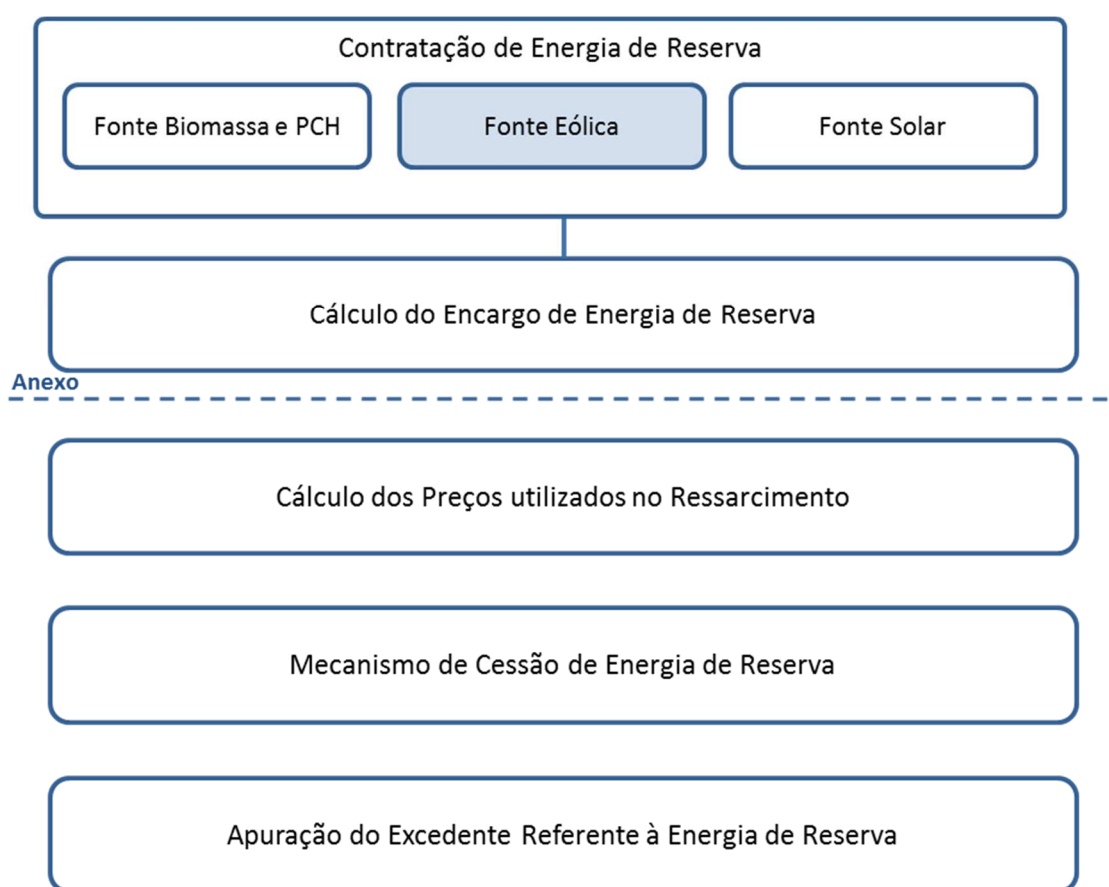 Contratação de Energia de Reserva
Fonte Biomassa e PCH
Fonte Eólica
Fonte Solar
Cálculo do Encargo de Energia de Reserva
Anexo
Cálculo dos Preços utilizados no Ressarcimento
Mecanismo de Cessão de Energia de Reserva
Apuração do Excedente Referente à Energia de Reserva